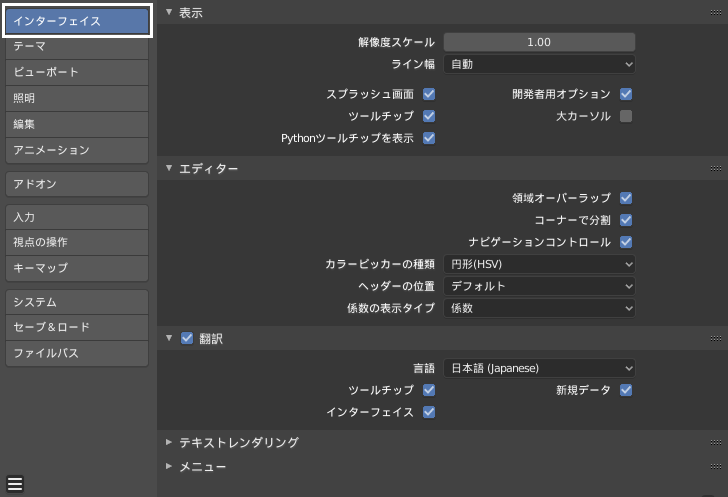 インターフェイス
テーマ
ビューポート
照明
編集
アニメーション
アドオン
入力
視点の操作
キーマップ
システム
セーブ&ロード
ファイルパス
表示
解像度スケール 1.00
ライン幅 自動
スプラッシュ画面 開発者用オプション
ツールチップ 大カーソル
Pythonツールチップを表示
エディター
領域オーバーラップ
コーナーで分割
ナビゲーションコントロール
カラーピッカーの種類 円形(HSV)
ヘッダーの位置 デフォルト
係数の表示タイプ 係数
翻訳
言語 日本語 (Japanese)
ツールチップ 新規データ
インターフェイス
テキストレンダリング
メニュー